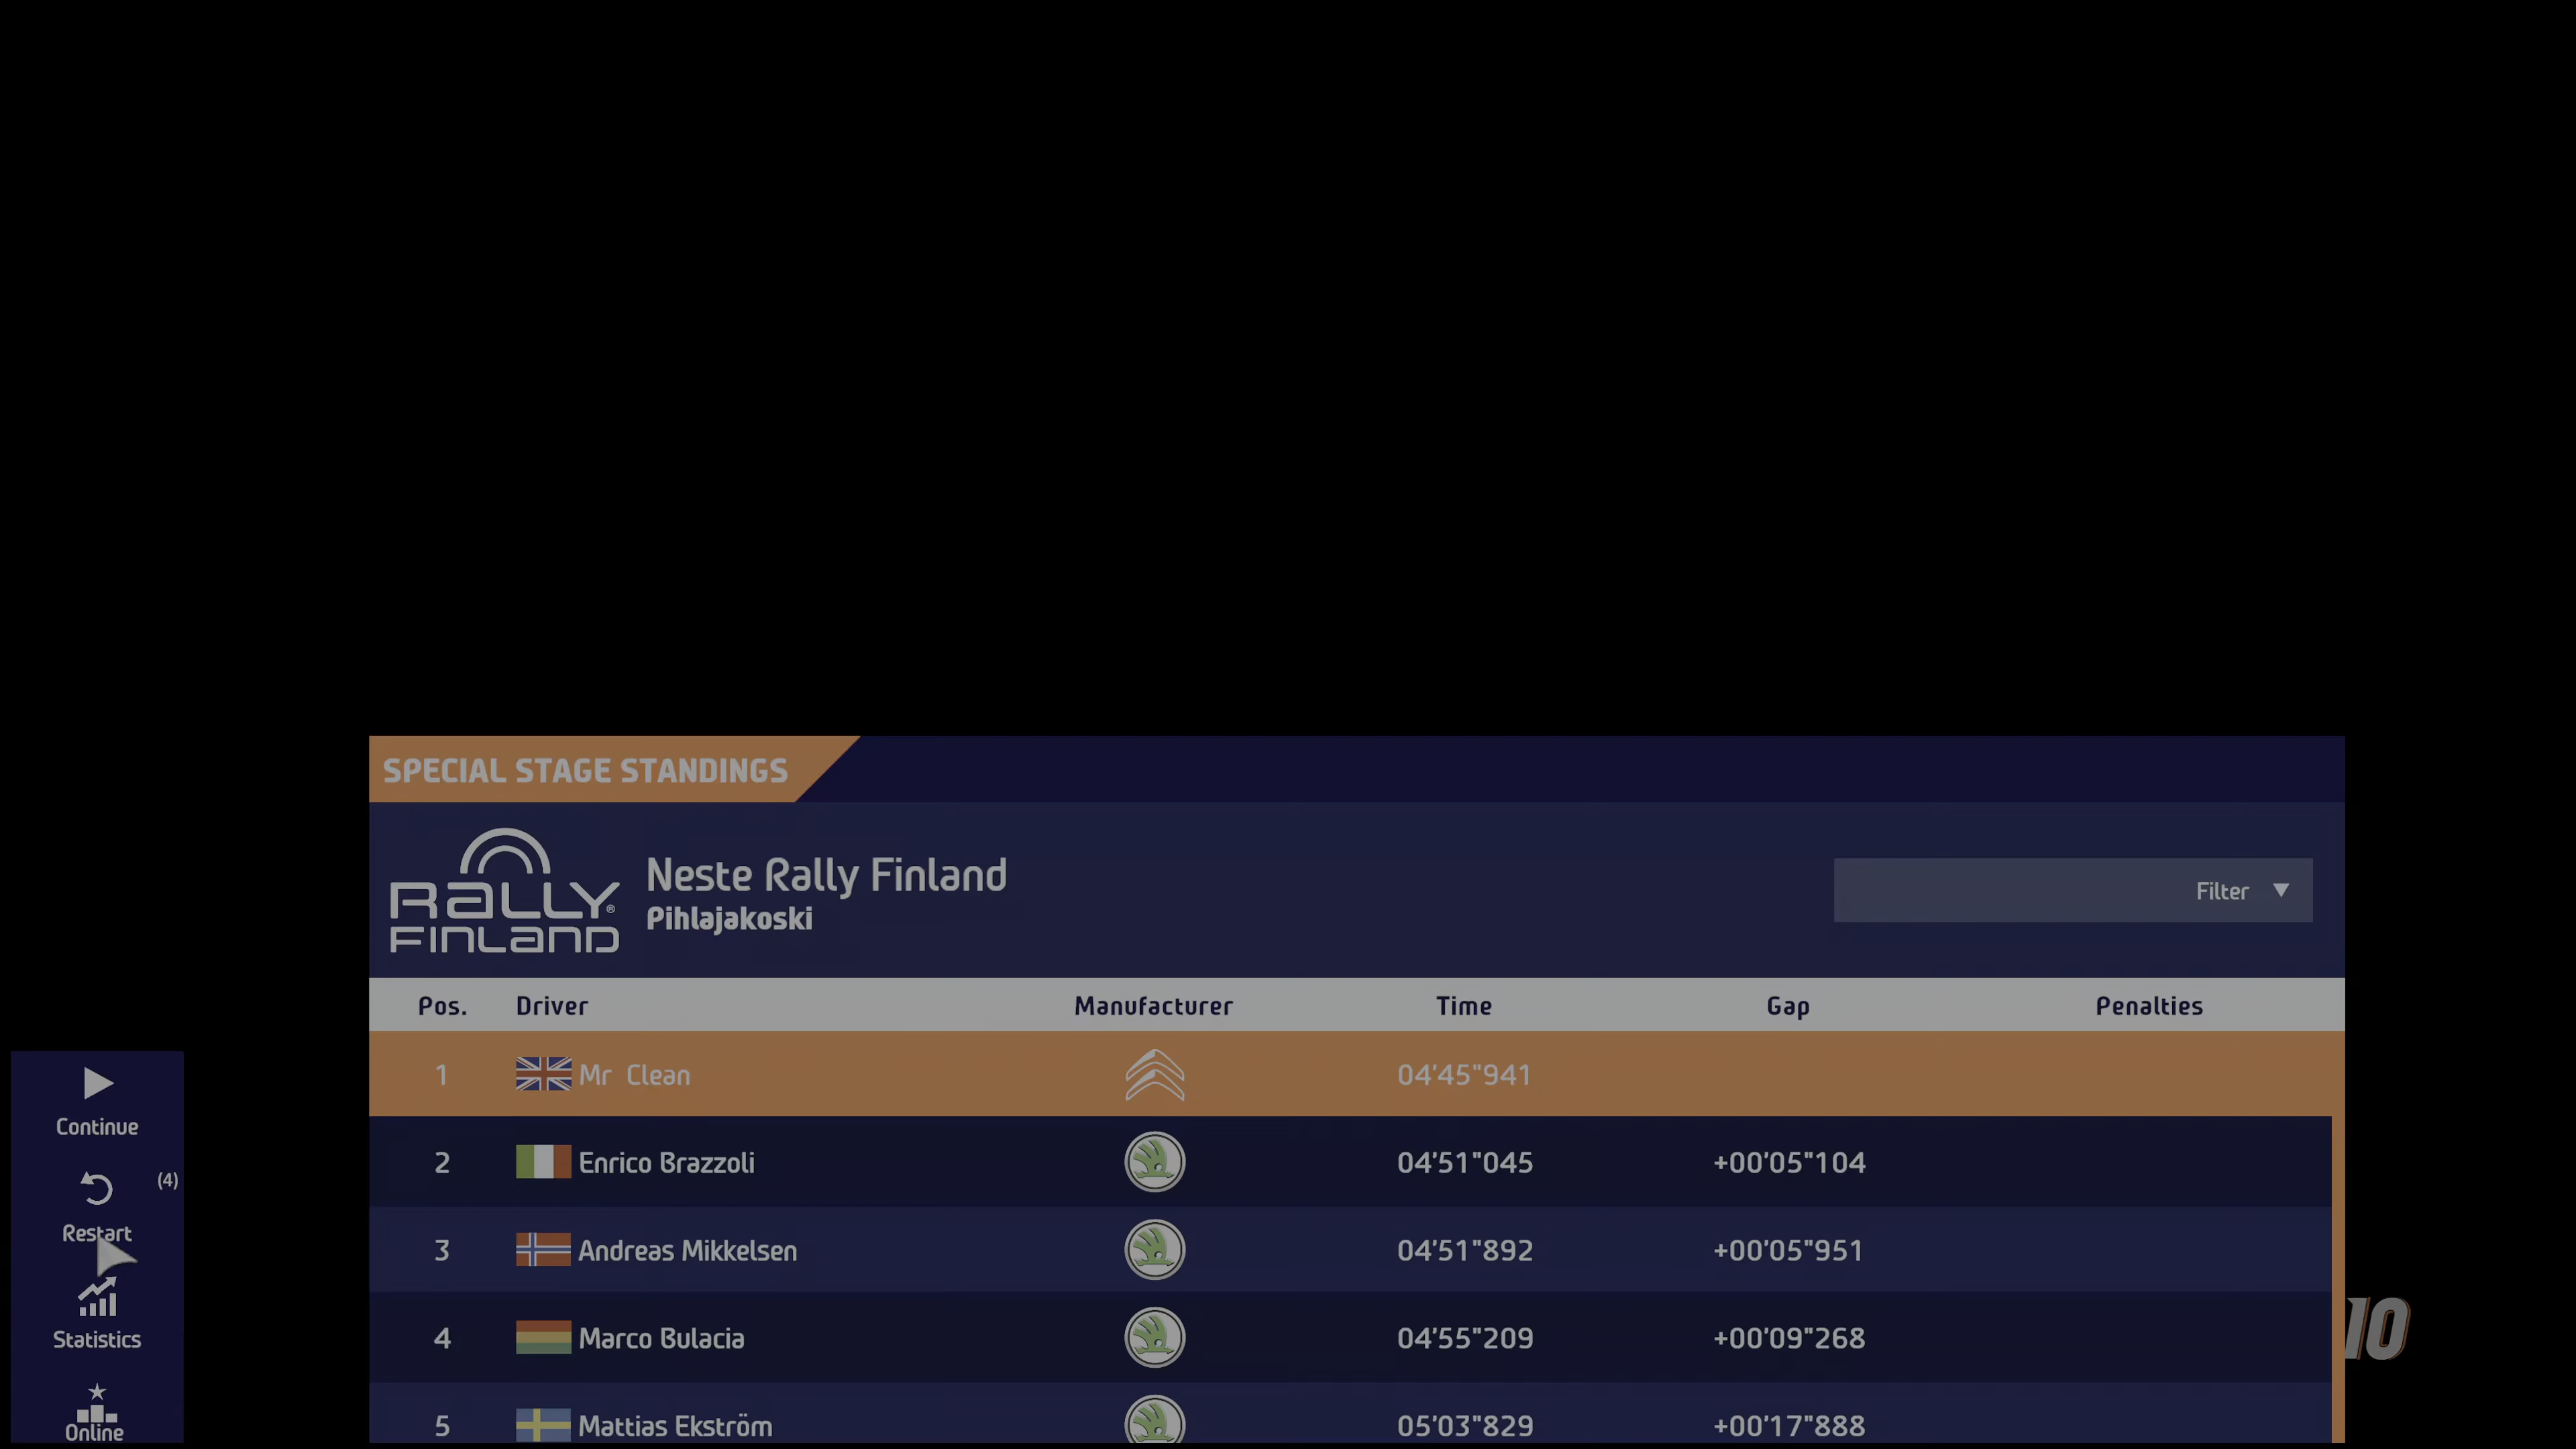 SPECIAL STAGE STANDINGS
RALLY®
FINLAND
Neste Rally Finland
Pihlajakoski
Filter
Pos. Driver Manufacturer Time Gap Penalties
1 Mr Clean 04'45"941
2 Enrico Brazzoli 04'51"045 +00'05"104
3 Andreas Mikkelsen 04'51"892 +00'05"951
4 Marco Bulacia 04'55"209 +00'09"268
5 Mattias Ekström 05'03"829 +00'17"888
Continue
(4)
Restart
Statistics
Online
10